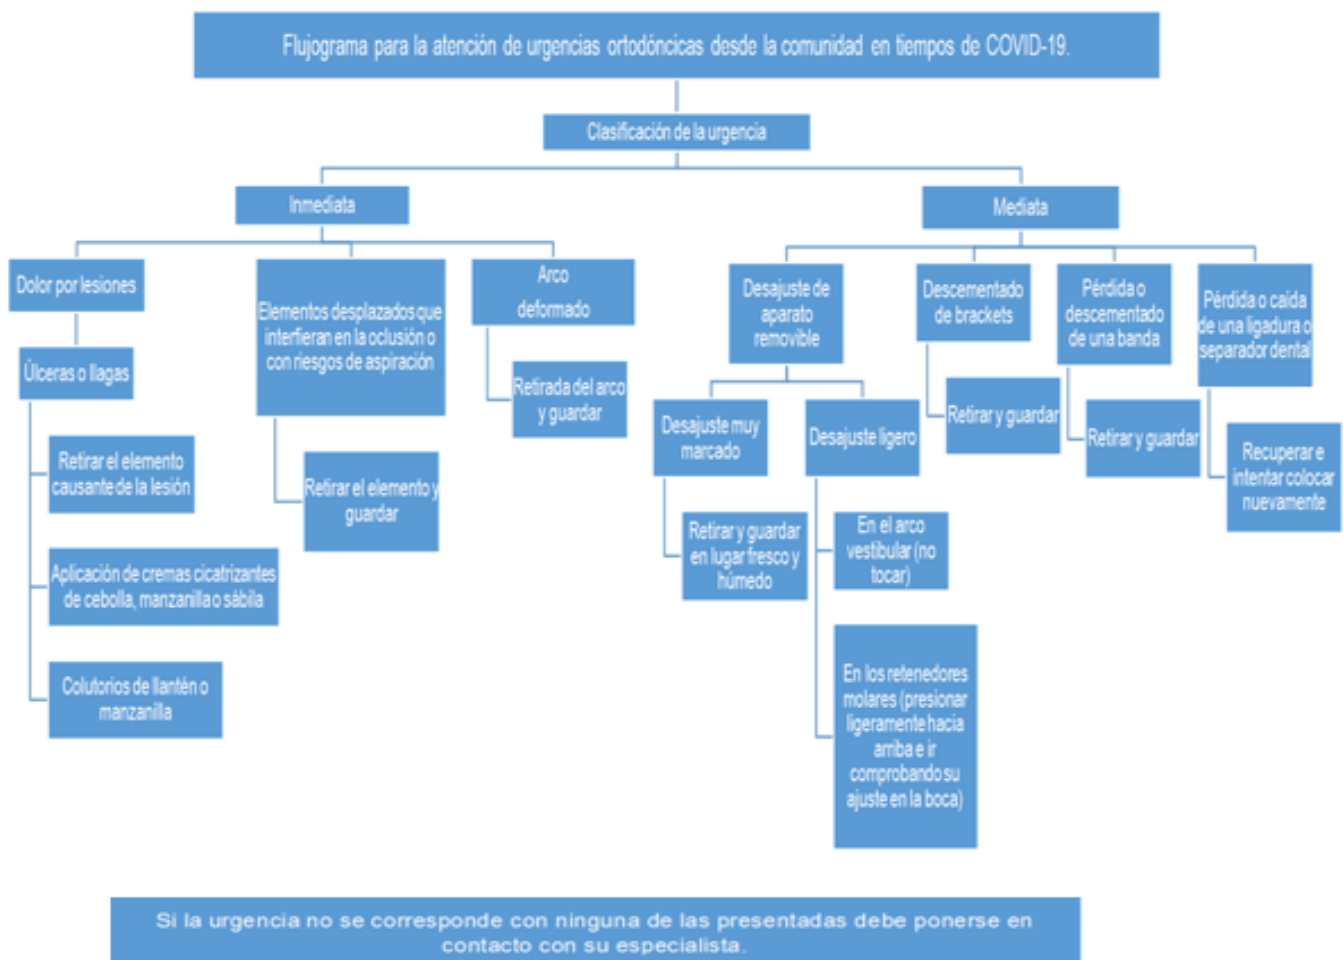 Flujograma para la atención de urgencias ortodóncicas desde la comunidad en tiempos de COVID-19.
Clasificación de la urgencia
Inmediata
Mediata
Dolor por lesiones
Úlceras o llagas
Retirar el elemento
causante de la lesión
Aplicación de cremas cicatrizantes
de cebolla, manzanilla o sábila
Colutorios de llantén o
manzanilla
Elementos desplazados que
interfieran en la oclusión o
con riesgos de aspiración
Retirar el elemento y
guardar
Arco
deformado
Retirada del arco
y guardar
Desajuste de
aparato
removible
Desajuste muy
marcado
Retirar y guardar
en lugar fresco y
húmedo
Desajuste ligero
En el arco
vestibular (no
tocar)
En los retenedores
molares (presionar
ligeramente hacia
arriba e ir
comprobando su
ajuste en la boca)
Descementado
de brackets
Retirar y guardar
Pérdida o
descementado
de una banda
Retirar y guardar
Pérdida o caída
de una ligadura o
separador dental
Recuperar e
intentar colocar
nuevamente
Si la urgencia no se corresponde con ninguna de las presentadas debe ponerse en
contacto con su especialista.